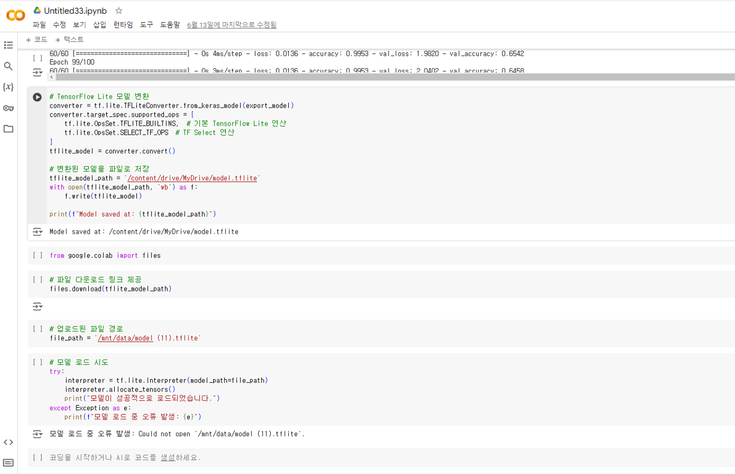 Untitled33.ipynb
파일 수정 보기 삽입 런타임 도구 도움말 6월 13일에 마지막으로 수정됨
+ 코드 + 텍스트
60/60 [==============================] - 0s 4ms/step - loss: 0.0136 - accuracy: 0.9953 - val_loss: 1.9820 - val_accuracy: 0.6542
Epoch 99/100
60/60 [==============================] - 0s 3ms/step - loss: 0.0136 - accuracy: 0.9953 - val_loss: 2.0402 - val_accuracy: 0.6458
# TensorFlow Lite 모델 변환
converter = tf.lite.TFLiteConverter.from_keras_model(export_model)
converter.target_spec.supported_ops = [
tf.lite.OpsSet.TFLITE_BUILTINS, # 기본 TensorFlow Lite 연산
tf.lite.OpsSet.SELECT_TF_OPS # TF Select 연산
]
tflite_model = converter.convert()
# 변환된 모델을 파일로 저장
tflite_model_path = '/content/drive/MyDrive/model.tflite'
with open(tflite_model_path, 'wb') as f:
f.write(tflite_model)
print(f"Model saved at: {tflite_model_path}")
Model saved at: /content/drive/MyDrive/model.tflite
[ ] from google.colab import files
[ ] # 파일 다운로드 링크 제공
files.download(tflite_model_path)
[ ] # 업로드된 파일 경로
file_path = '/mnt/data/model (11).tflite'
[ ] # 모델 로드 시도
try:
interpreter = tf.lite.Interpreter(model_path=file_path)
interpreter.allocate_tensors()
print("모델이 성공적으로 로드되었습니다.")
except Exception as e:
print(f"모델 로드 중 오류 발생: {e}")
모델 로드 중 오류 발생: Could not open '/mnt/data/model (11).tflite'.
[ ] 코딩을 시작하거나 AI로 코드를 생성하세요.